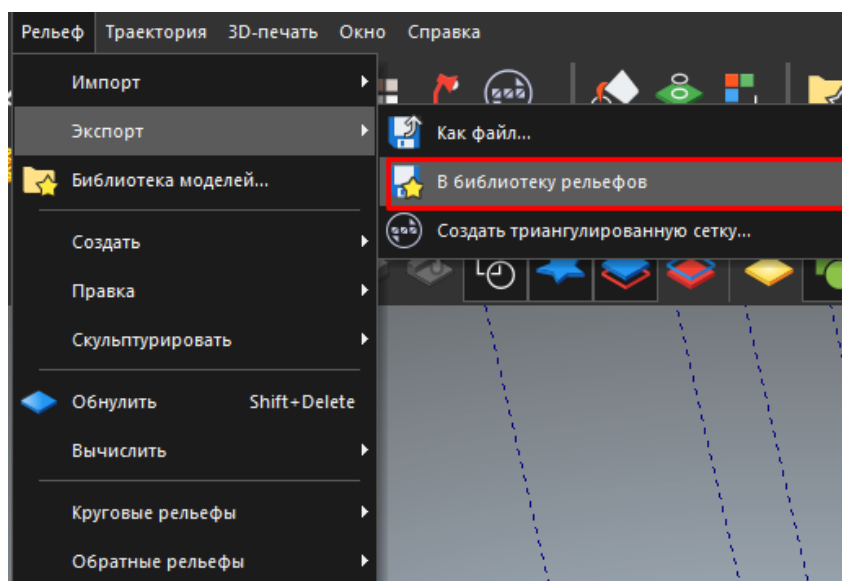 Рельеф Траектория 3D-печать Окно Справка
Импорт
Экспорт
Как файл...
Библиотека моделей...
В библиотеку рельефов
Создать
Создать триангулированную сетку...
Правка
Скульптурировать
Обнулить Shift+Delete
Вычислить
Круговые рельефы
Обратные рельефы